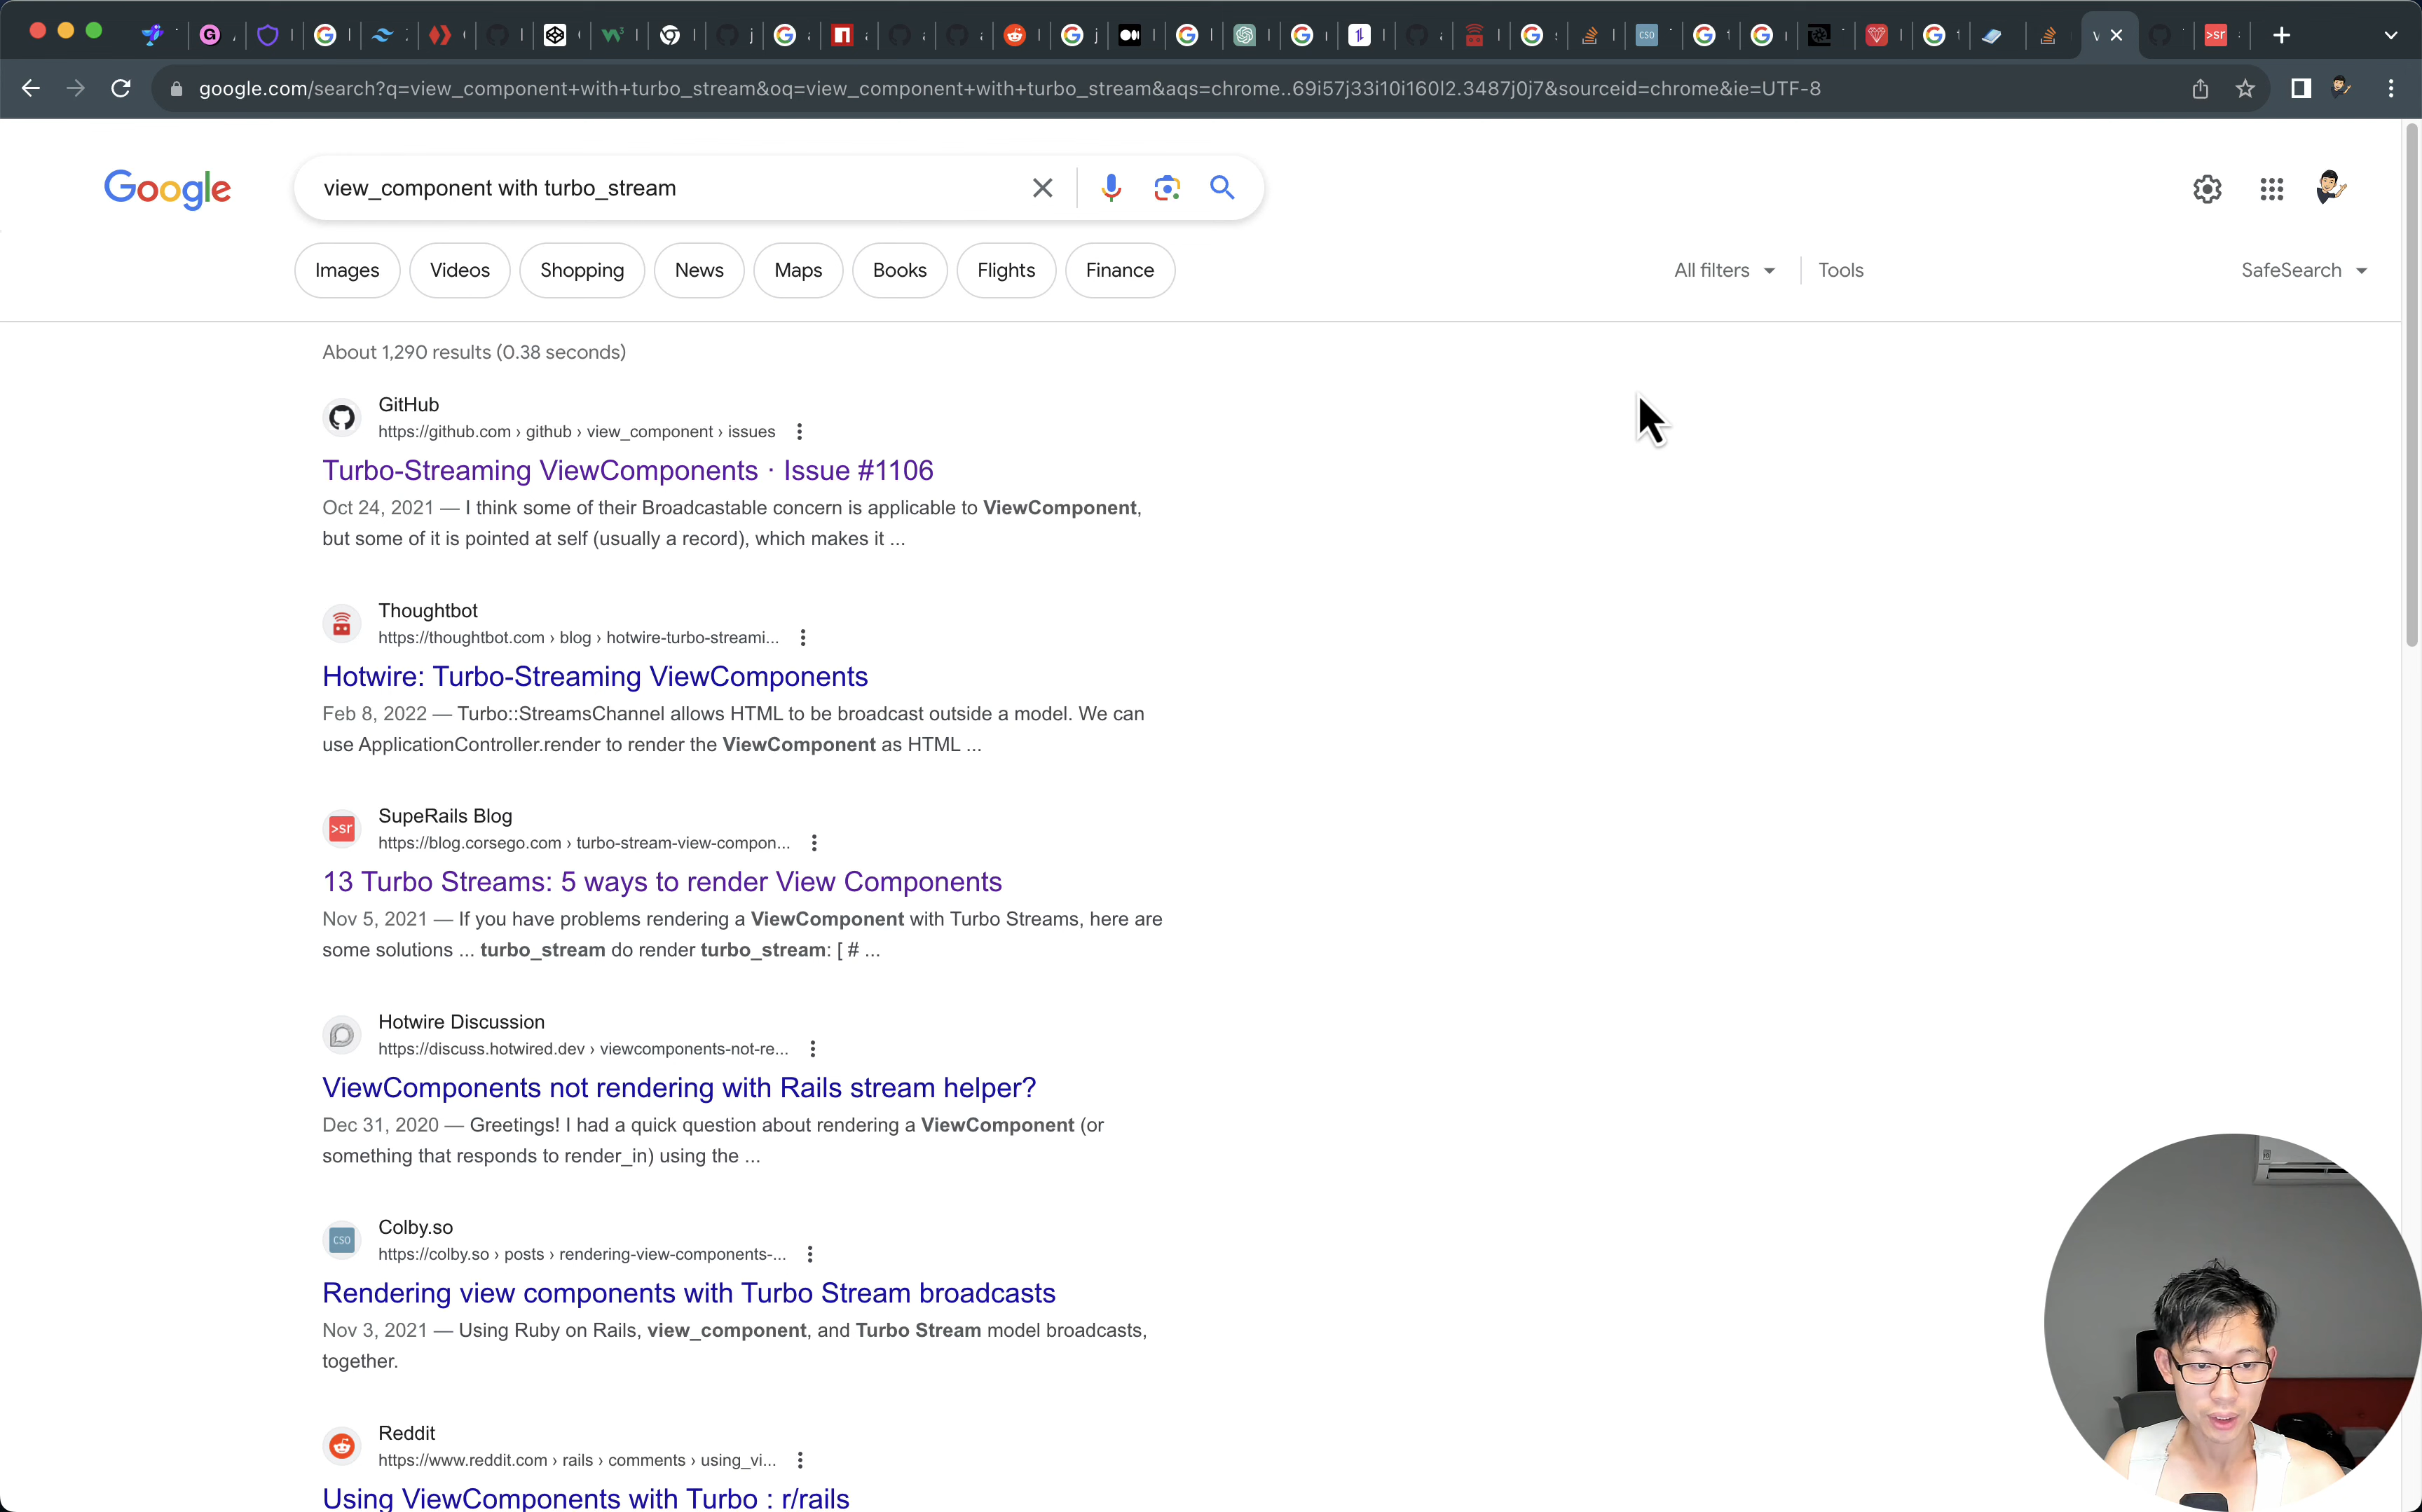 google.com/search?q=view_component+with+turbo_stream&oq=view_component+with+turbo_stream&aqs=chrome..69i57j33i10i160l2.3487j0j7&sourceid=chrome&ie=UTF-8
Google
view_component with turbo_stream
Images
Videos
Shopping
News
Maps
Books
Flights
Finance
All filters
Tools
SafeSearch
About 1,290 results (0.38 seconds)
GitHub
https://github.com › github › view_component › issues
Turbo-Streaming ViewComponents · Issue #1106
Oct 24, 2021 — I think some of their Broadcastable concern is applicable to ViewComponent,
but some of it is pointed at self (usually a record), which makes it ...
Thoughtbot
https://thoughtbot.com › blog › hotwire-turbo-streami...
Hotwire: Turbo-Streaming ViewComponents
Feb 8, 2022 — Turbo::StreamsChannel allows HTML to be broadcast outside a model. We can
use ApplicationController.render to render the ViewComponent as HTML ...
>sr
SupeRails Blog
https://blog.corsego.com › turbo-stream-view-compon...
13 Turbo Streams: 5 ways to render View Components
Nov 5, 2021 — If you have problems rendering a ViewComponent with Turbo Streams, here are
some solutions ... turbo_stream do render turbo_stream: [ # ...
Hotwire Discussion
https://discuss.hotwired.dev › viewcomponents-not-re...
ViewComponents not rendering with Rails stream helper?
Dec 31, 2020 — Greetings! I had a quick question about rendering a ViewComponent (or
something that responds to render_in) using the ...
CSO
Colby.so
https://colby.so › posts › rendering-view-components-...
Rendering view components with Turbo Stream broadcasts
Nov 3, 2021 — Using Ruby on Rails, view_component, and Turbo Stream model broadcasts,
together.
Reddit
https://www.reddit.com › rails › comments › using_vi...
Using ViewComponents with Turbo : r/rails